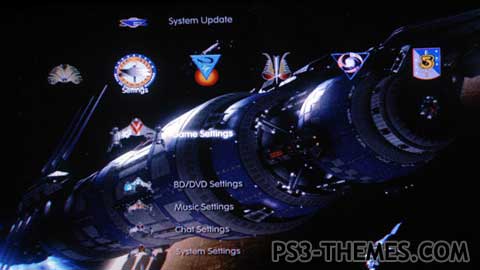 System Update
Settings
Game Settings
BD/DVD Settings
Music Settings
Chat Settings
System Settings
PS3-THEMES.COM